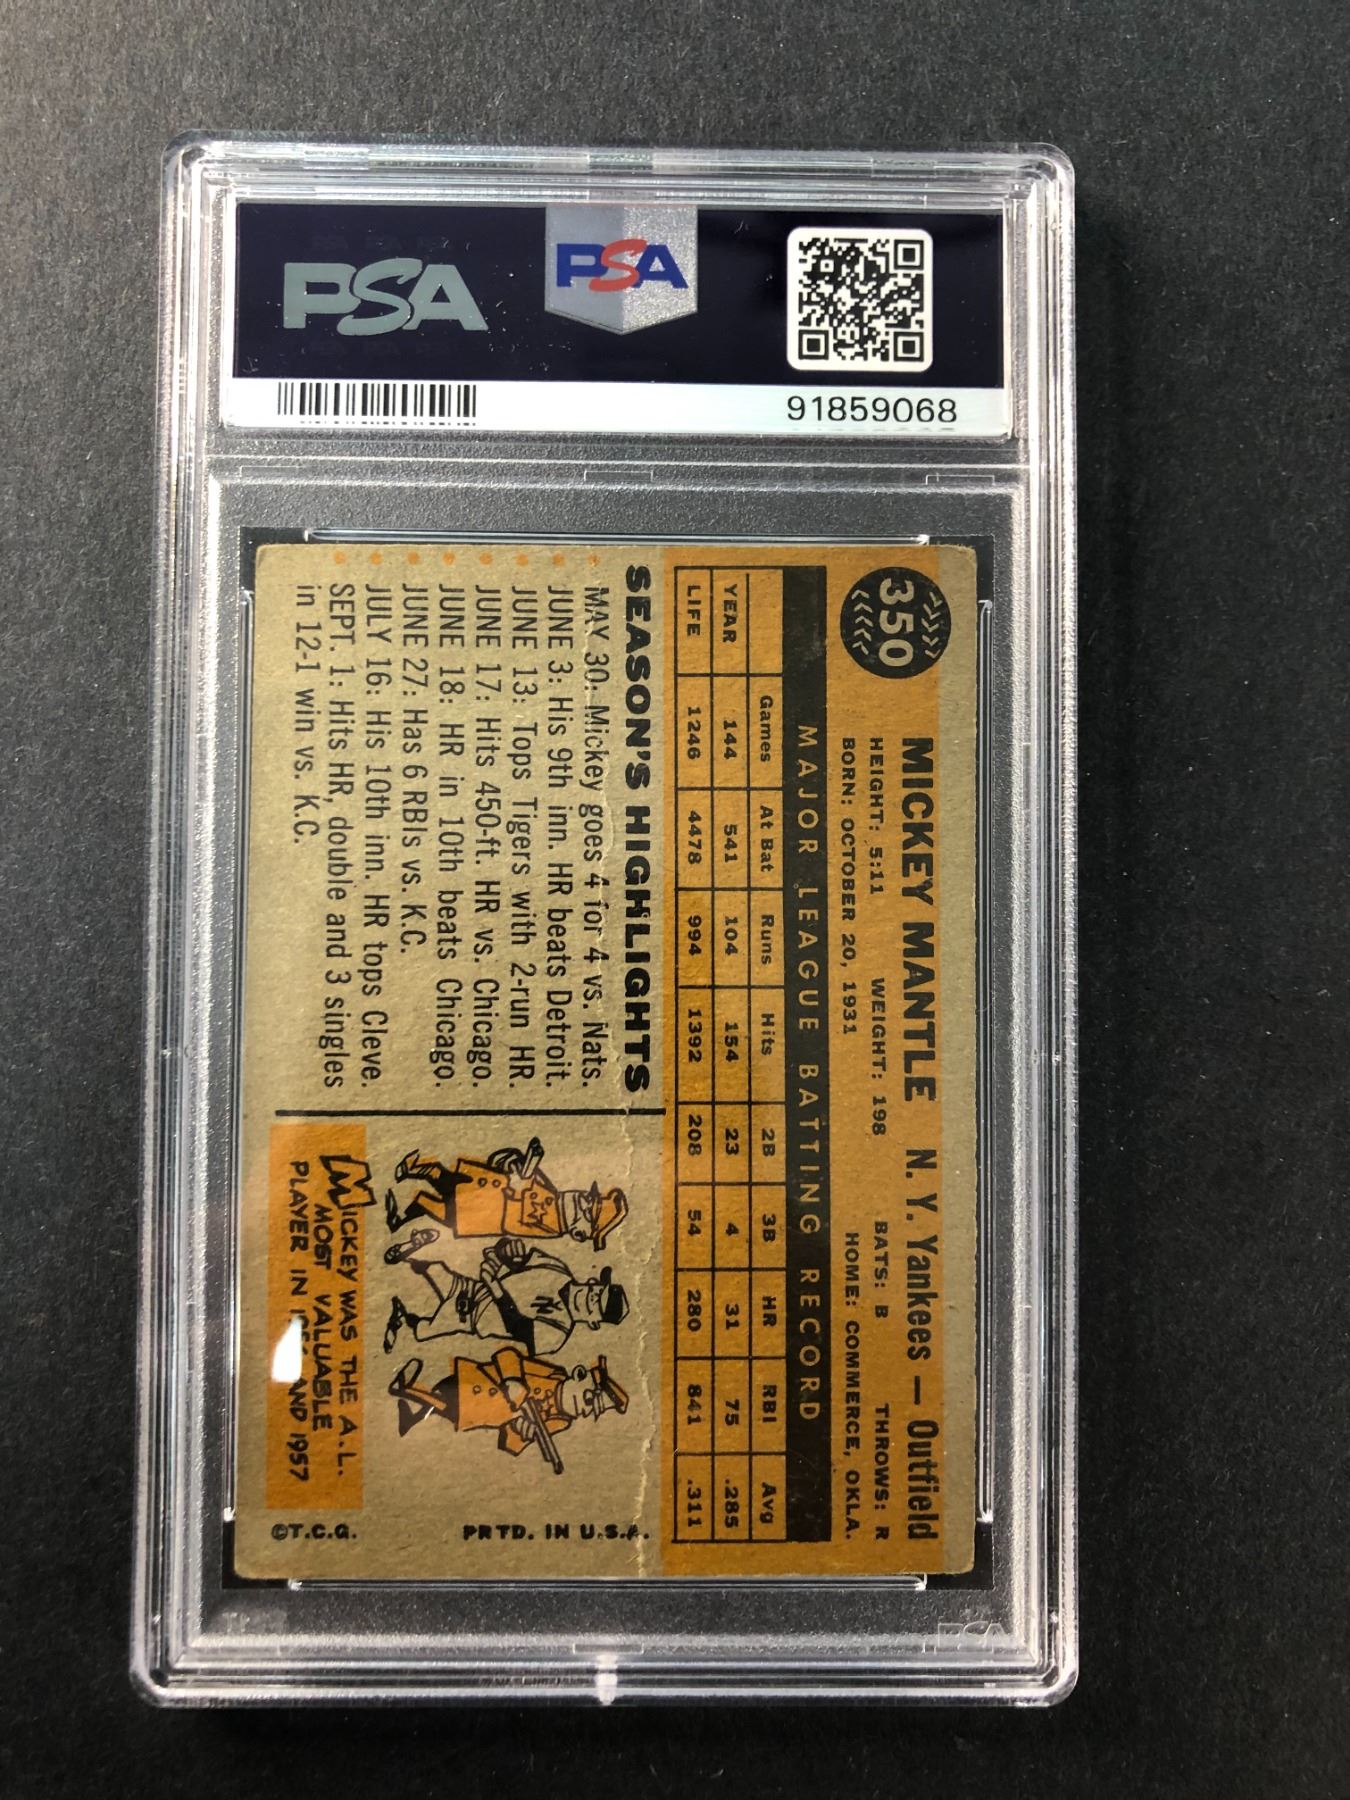 PSA
PSA
91859068
350
MICKEY MANTLE N. Y. Yankees — Outfield
HEIGHT: 5:11 WEIGHT: 198 BATS: B THROWS: R
BORN: OCTOBER 20, 1931 HOME: COMMERCE, OKLA.
MAJOR LEAGUE BATTING RECORD
Games At Bat Runs Hits 2B 3B HR RBI Avg
YEAR 144 541 104 154 23 4 31 75 .285
LIFE 1246 4478 994 1392 208 54 280 841 .311
SEASON'S HIGHLIGHTS
MAY 30: Mickey goes 4 for 4 vs. Nats.
JUNE 3: His 9th inn. HR beats Detroit.
JUNE 13: Tops Tigers with 2-run HR.
JUNE 17: Hits 450-ft. HR vs. Chicago.
JUNE 18: HR in 10th beats Chicago.
JUNE 27: Has 6 RBIs vs. K.C.
JULY 16: His 10th inn. HR tops Cleve.
SEPT. 1: Hits HR, double and 3 singles
in 12-1 win vs. K.C.
NY
MICKEY WAS THE A.L.
MOST VALUABLE
PLAYER IN AND 1957
PRTD. IN U.S.A.
©T.C.G.
PSA